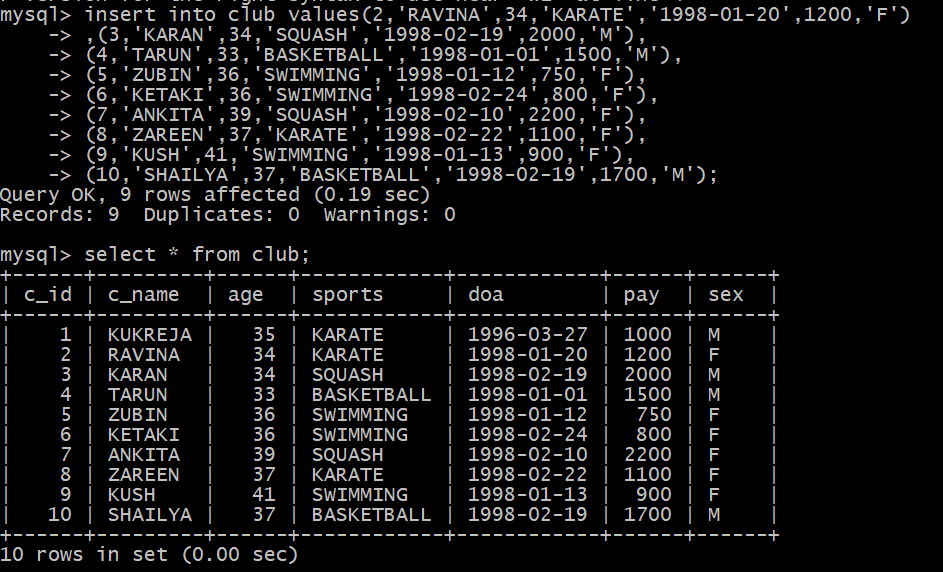 mysql> insert into club values(2,'RAVINA',34,'KARATE','1998-01-20',1200,'F')
    -> ,(3,'KARAN',34,'SQUASH','1998-02-19',2000,'M'),
    -> (4,'TARUN',33,'BASKETBALL','1998-01-01',1500,'M'),
    -> (5,'ZUBIN',36,'SWIMMING','1998-01-12',750,'F'),
    -> (6,'KETAKI',36,'SWIMMING','1998-02-24',800,'F'),
    -> (7,'ANKITA',39,'SQUASH','1998-02-10',2200,'F'),
    -> (8,'ZAREEN',37,'KARATE','1998-02-22',1100,'F'),
    -> (9,'KUSH',41,'SWIMMING','1998-01-13',900,'F'),
    -> (10,'SHAILYA',37,'BASKETBALL','1998-02-19',1700,'M');
Query OK, 9 rows affected (0.19 sec)
Records: 9  Duplicates: 0  Warnings: 0

mysql> select * from club;
+------+---------+------+------------+------------+------+------+
| c_id | c_name  | age  | sports     | doa        | pay  | sex  |
+------+---------+------+------------+------------+------+------+
|    1 | KUKREJA |   35 | KARATE     | 1996-03-27 | 1000 | M    |
|    2 | RAVINA  |   34 | KARATE     | 1998-01-20 | 1200 | F    |
|    3 | KARAN   |   34 | SQUASH     | 1998-02-19 | 2000 | M    |
|    4 | TARUN   |   33 | BASKETBALL | 1998-01-01 | 1500 | M    |
|    5 | ZUBIN   |   36 | SWIMMING   | 1998-01-12 |  750 | F    |
|    6 | KETAKI  |   36 | SWIMMING   | 1998-02-24 |  800 | F    |
|    7 | ANKITA  |   39 | SQUASH     | 1998-02-10 | 2200 | F    |
|    8 | ZAREEN  |   37 | KARATE     | 1998-02-22 | 1100 | F    |
|    9 | KUSH    |   41 | SWIMMING   | 1998-01-13 |  900 | F    |
|   10 | SHAILYA |   37 | BASKETBALL | 1998-02-19 | 1700 | M    |
+------+---------+------+------------+------------+------+------+
10 rows in set (0.00 sec)